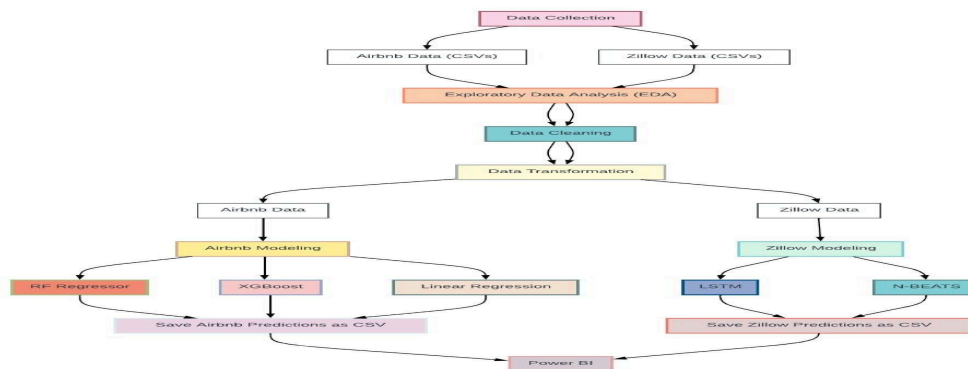 Data Collection
Airbnb Data (CSVs)
Zillow Data (CSVs)
Exploratory Data Analysis (EDA)
Data Cleaning
Data Transformation
Airbnb Data
Zillow Data
Airbnb Modeling
Zillow Modeling
RF Regressor
XGBoost
Linear Regression
LSTM
N-BEATS
Save Airbnb Predictions as CSV
Save Zillow Predictions as CSV
Power BI